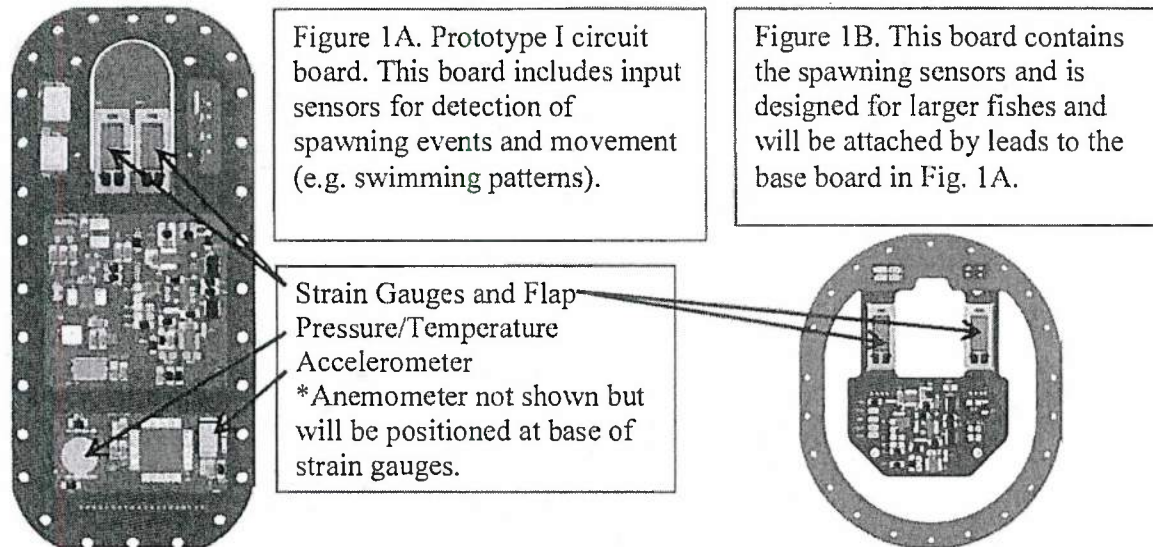 Figure 1A. Prototype I circuit
board. This board includes input
sensors for detection of
spawning events and movement
(e.g. swimming patterns).
Figure 1B. This board contains
the spawning sensors and is
designed for larger fishes and
will be attached by leads to the
base board in Fig. 1A.
Strain Gauges and Flap
Pressure/Temperature
Accelerometer
*Anemometer not shown but
will be positioned at base of
strain gauges.